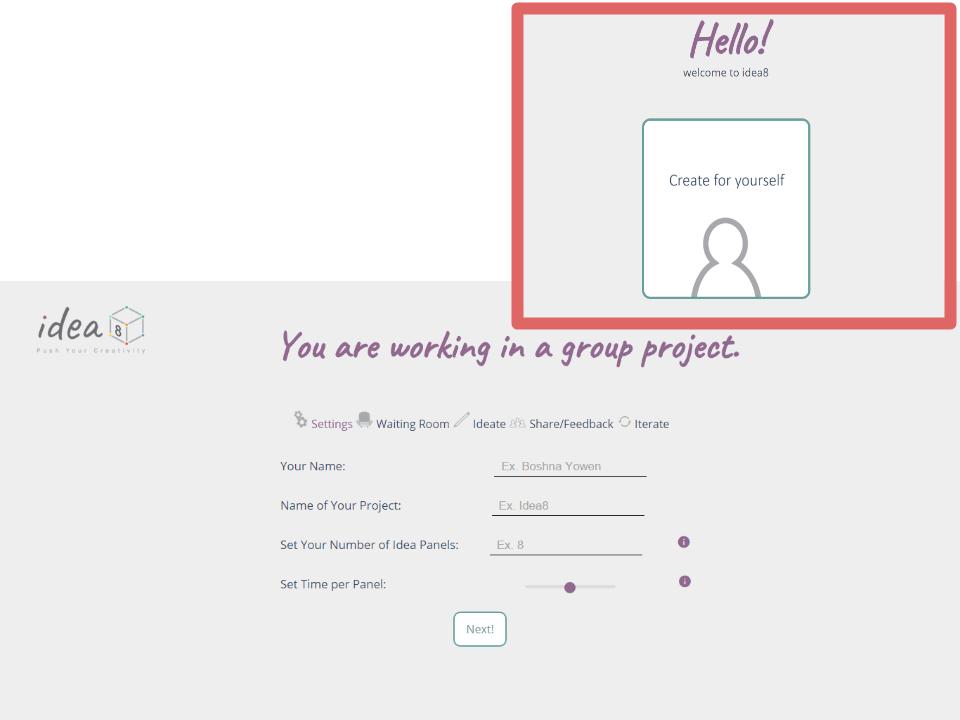 Hello!
welcome to idea8
Create for yourself
idea 8
Push Your Creativity
You are working in a group project.
Settings Waiting Room Ideate Share/Feedback Iterate
Your Name: Ex. Boshna Yowen
Name of Your Project: Ex. Idea8
Set Your Number of Idea Panels: Ex. 8 i
Set Time per Panel: i
Next!